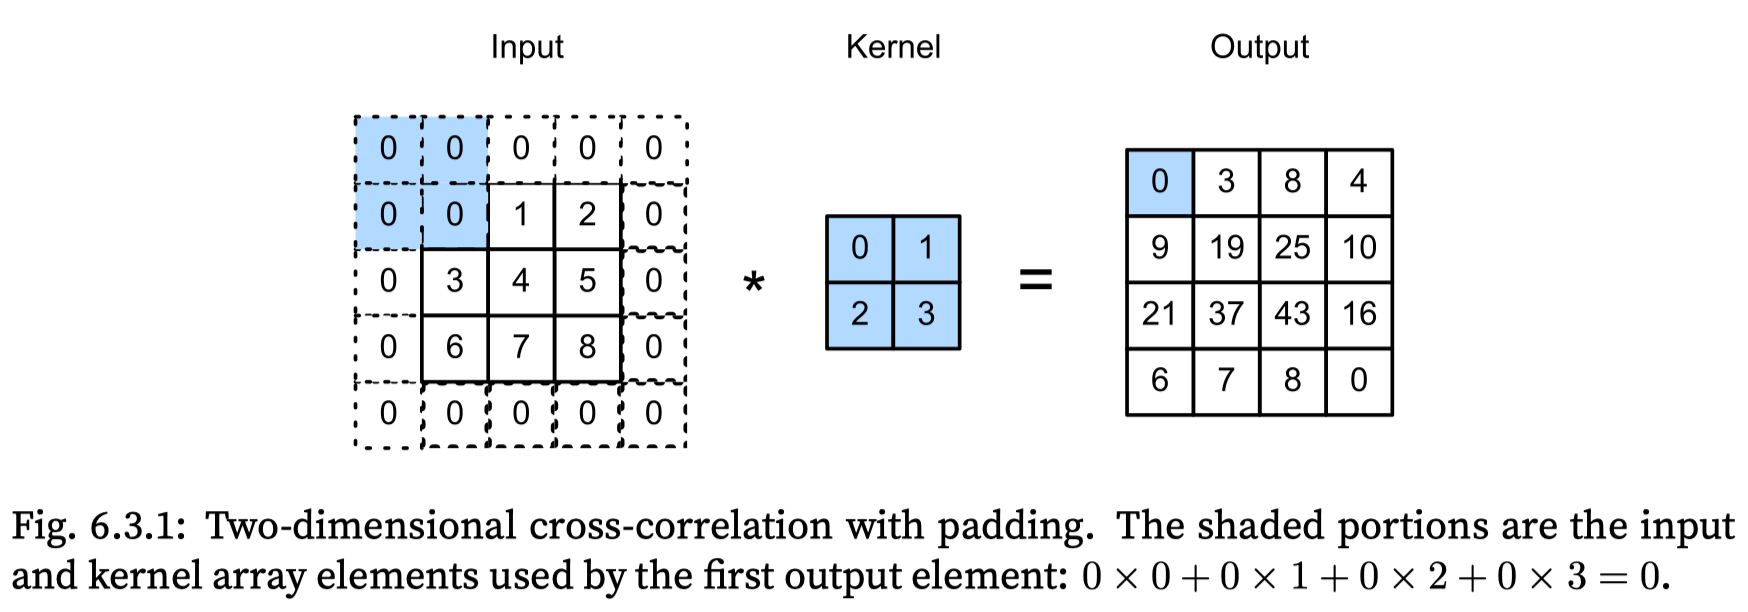 Input Kernel Output
0 0 0 0 0
0 3 8 4
0 0 1 2 0
0 1
9 19 25 10
0 3 4 5 0
* =
2 3
21 37 43 16
0 6 7 8 0
6 7 8 0
0 0 0 0 0
Fig. 6.3.1: Two-dimensional cross-correlation with padding. The shaded portions are the input
and kernel array elements used by the first output element: 0 × 0 + 0 × 1 + 0 × 2 + 0 × 3 = 0.